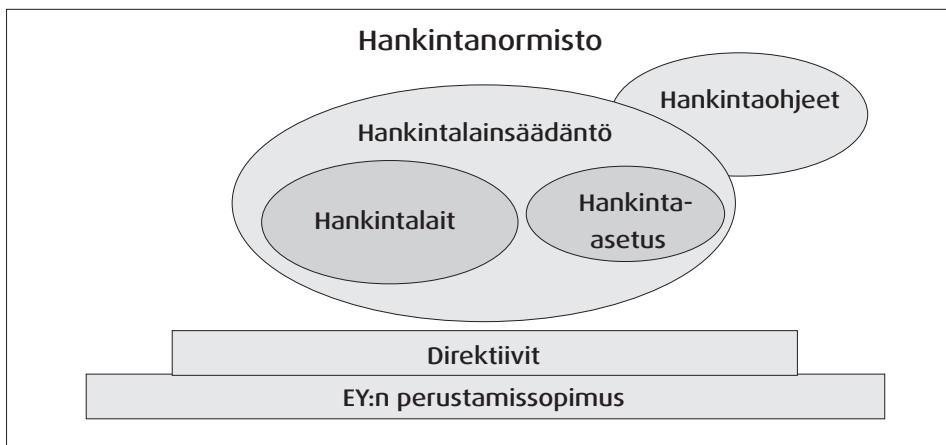 Hankintanormisto
Hankintaohjeet
Hankintalainsäädäntö
Hankintalait
Hankinta-
asetus
Direktiivit
EY:n perustamissopimus